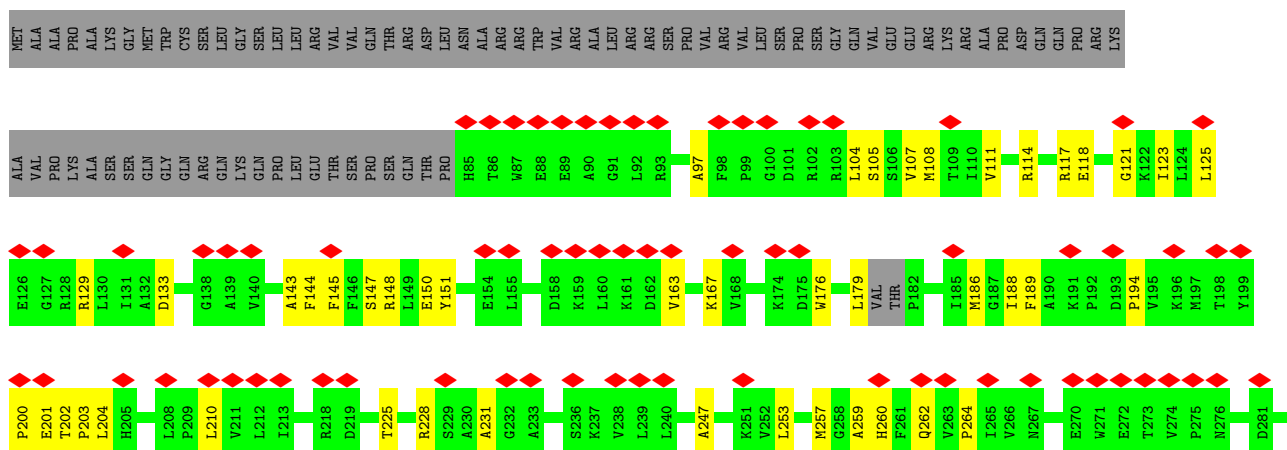 MET ALA ALA PRO ALA LYS GLY MET TRP CYS SER LEU GLY SER LEU LEU ARG VAL VAL GLN THR ARG ASP LEU ASN ALA ARG ARG TRP VAL ARG ALA LEU ARG ARG SER PRO VAL ARG VAL LEU SER PRO SER GLY GLN VAL GLU GLU ARG LYS ARG ALA PRO ASP GLN GLN PRO ARG LYS
ALA VAL PRO LYS ALA SER SER GLN GLY GLN ARG GLN LYS GLN PRO LEU GLU THR SER PRO SER GLN THR PRO H85 T86 W87 E88 E89 A90 G91 L92 R93 A97 F98 P99 G100 D101 R102 R103 L104 S105 S106 V107 M108 T109 I110 V111 R114 R117 E118 G121 K122 I123 L124 L125
E126 G127 R128 R129 L130 I131 A132 D133 G138 A139 V140 A143 F144 F145 F146 S147 R148 L149 E150 Y151 E154 L155 D158 K159 L160 K161 D162 V163 K167 V168 K174 D175 W176 L179 VAL THR P182 I185 M186 G187 I188 F189 A190 K191 P192 D193 P194 V195 K196 M197 T198 Y199
P200 E201 T202 P203 L204 H205 L208 P209 L210 V211 L212 I213 R218 D219 T225 R228 S229 A230 A231 G232 A233 S236 K237 V238 L239 L240 A247 K251 V252 L253 M257 G258 A259 H260 F261 Q262 V263 P264 I265 V266 N267 E270 W271 E272 T273 V274 P275 N276 D281